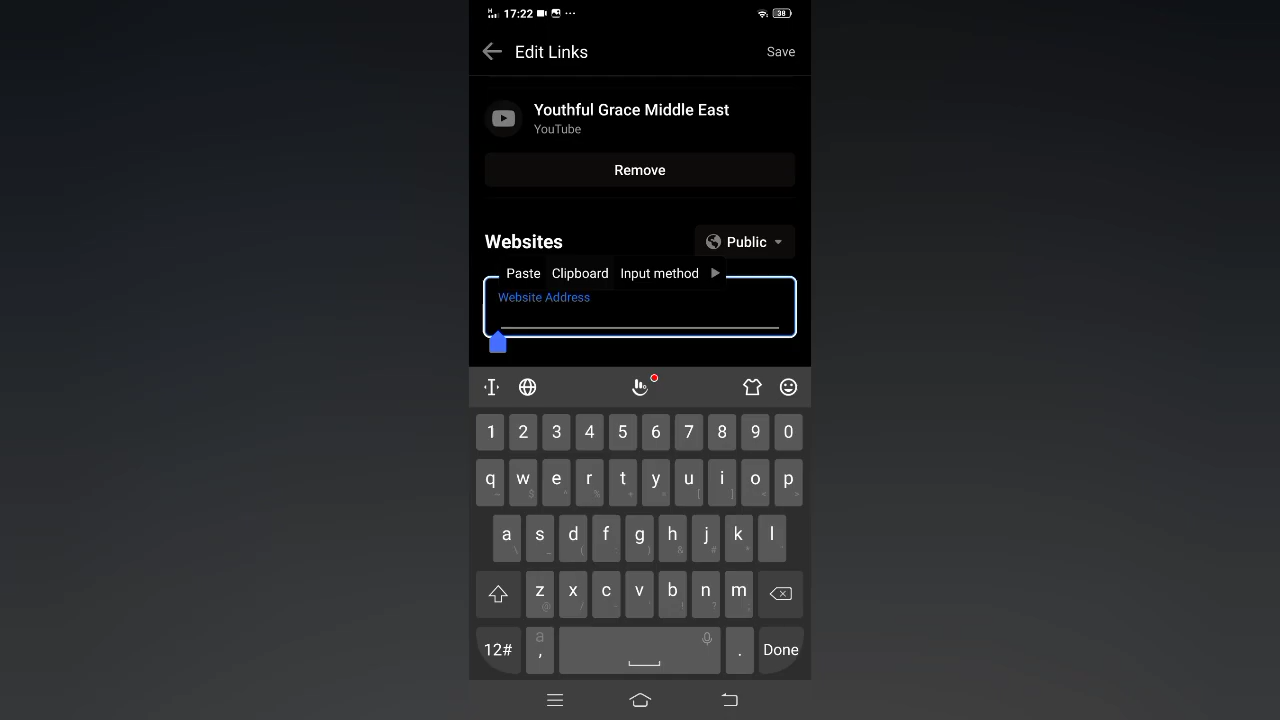 H 17:22 ... 38
Edit Links Save
Youthful Grace Middle East
YouTube
Remove
Websites Public
Paste Clipboard Input method
Website Address
1 2 3 4 5 6 7 8 9 0
q w e r t y u i o p
a s d f g h j k l
z x c v b n m
12# , . Done